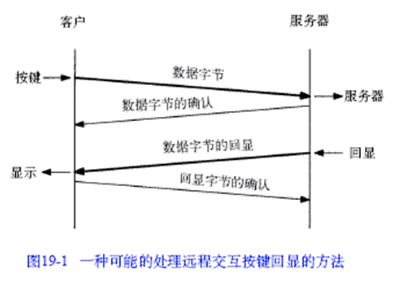 客户 服务器
按键
数据字节
服务器
数据字节的确认
数据字节的回显
回显
显示
回显字节的确认
图19-1 一种可能的处理远程交互按键回显的方法